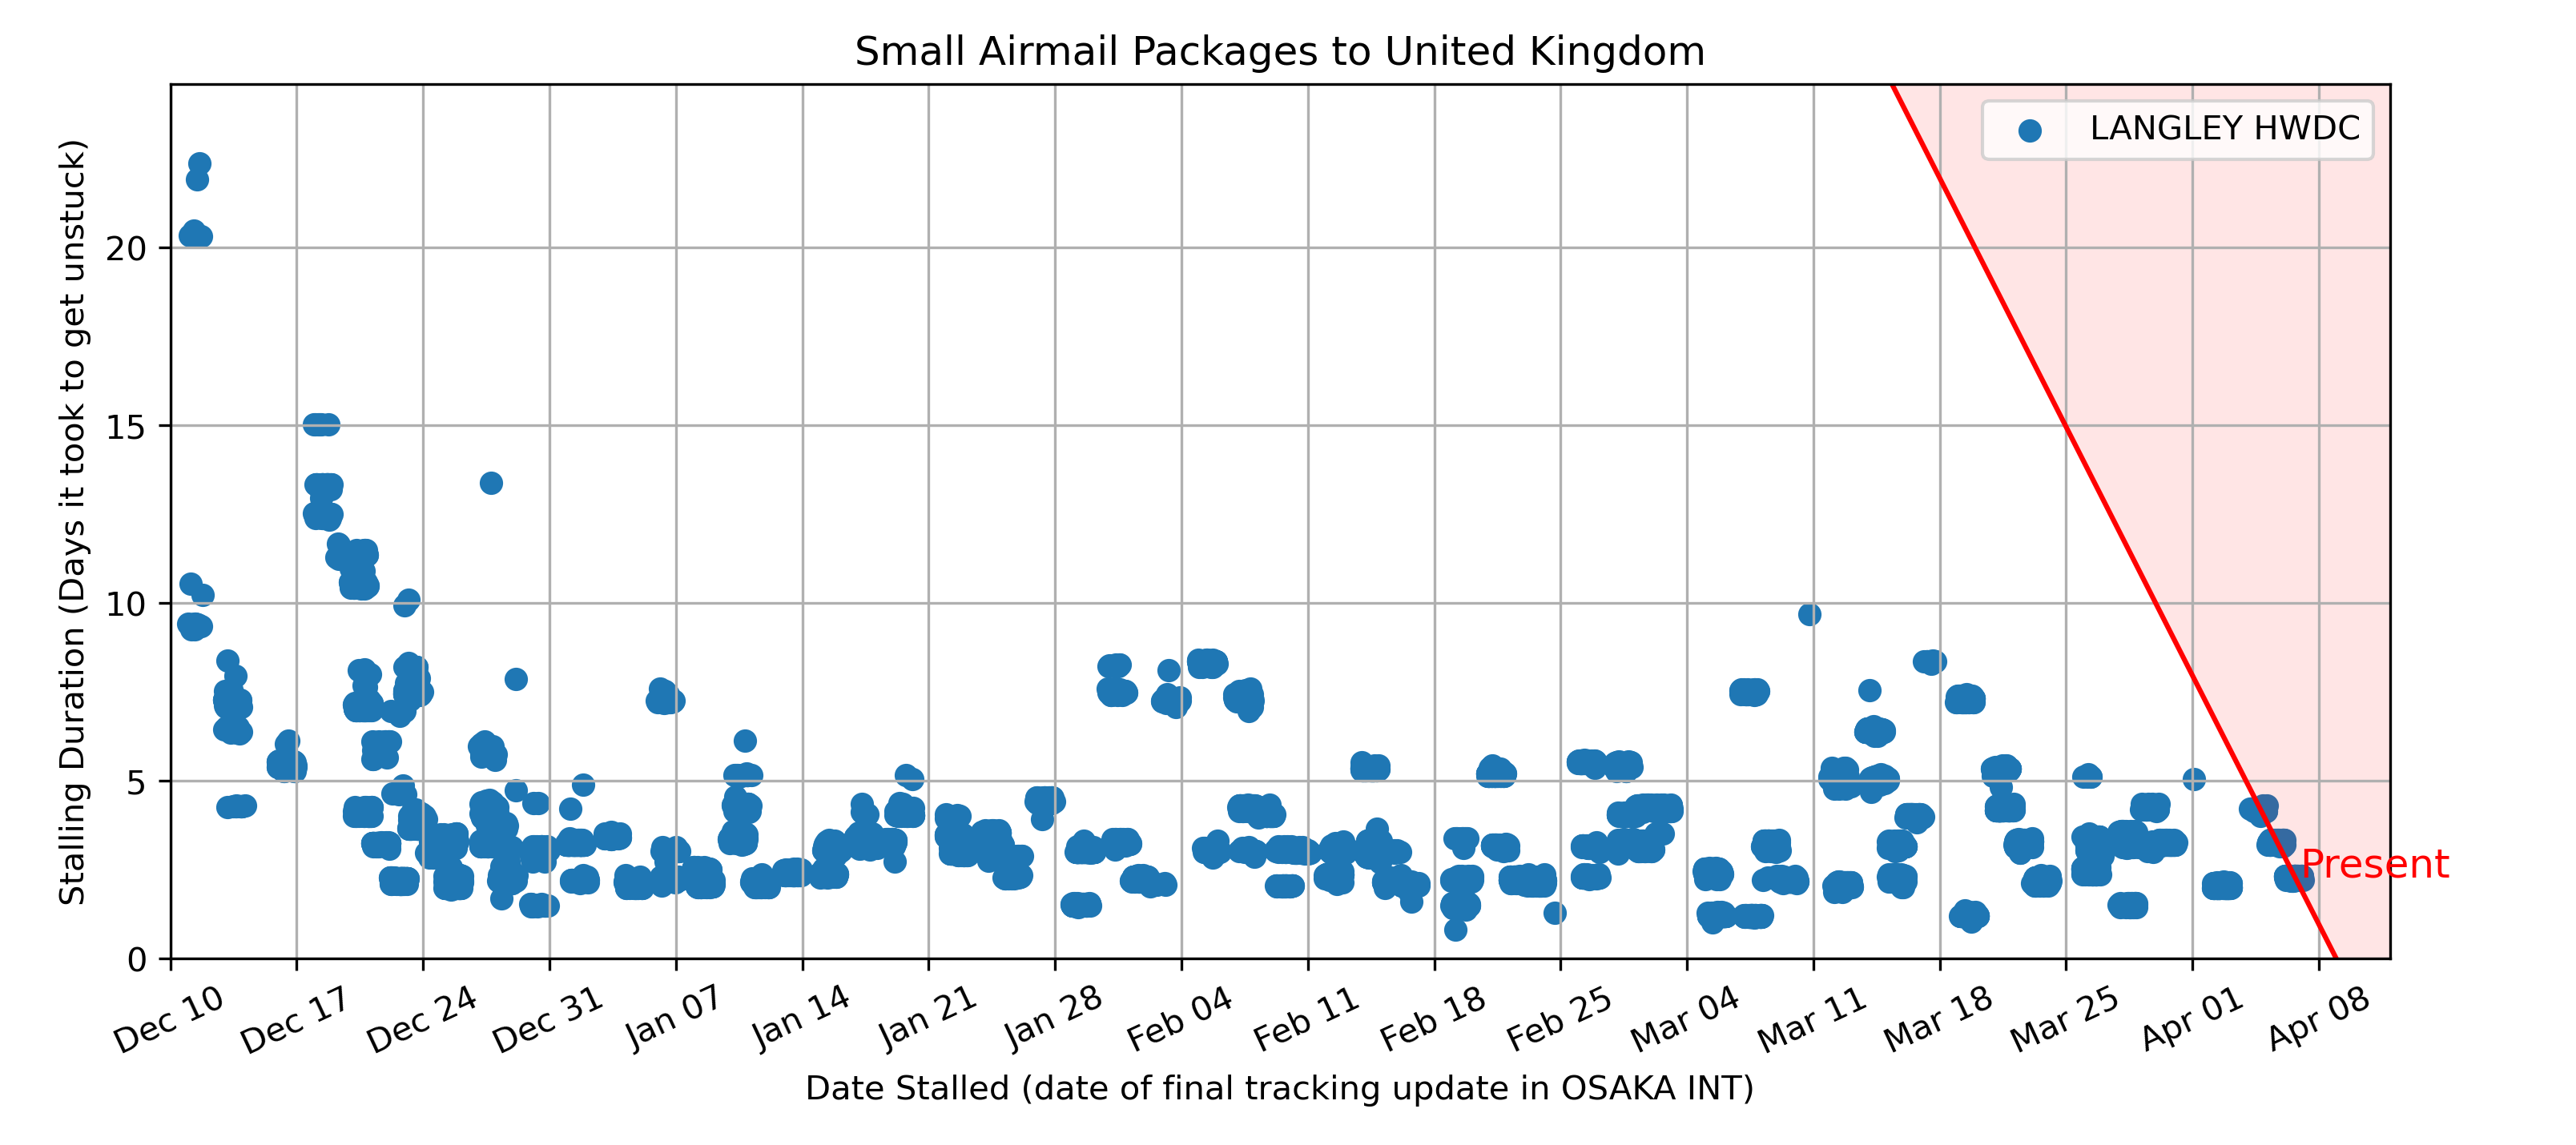 Small Airmail Packages to United Kingdom
LANGLEY HWDC
Stalling Duration (Days it took to get unstuck)
20
15
10
5
0
Present
Dec 10
Dec 17
Dec 24
Dec 31
Jan 07
Jan 14
Jan 21
Jan 28
Feb 04
Feb 11
Feb 18
Feb 25
Mar 04
Mar 11
Mar 18
Mar 25
Apr 01
Apr 08
Date Stalled (date of final tracking update in OSAKA INT)